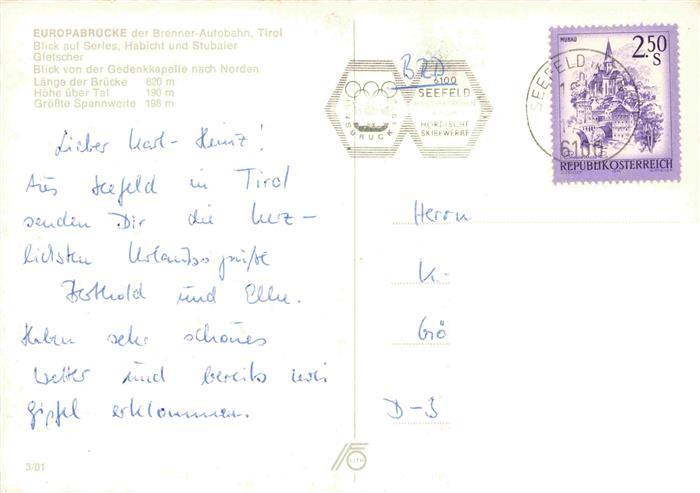 EUROPABRÜCKE der Brenner-Autobahn, Tirol
Blick auf Serles, Habicht und Stubaier
Gletscher
Blick von der Gedenkkapelle nach Norden
Länge der Brücke 820 m
Höhe über Tal 190 m
Größte Spannweite 198 m
BRD
6100
SEEFELD
NORDISCHE
SKIBEWERBE
SEEFELD IN
6100
MURAU
2.50
S
REPUBLIK ÖSTERREICH
Lieber Karl-Heinz!
Aus Seefeld in Tirol
senden Dir die herz-
lichsten Urlaubsgrüße
Berthold und Elke.
Haben sehr schönes
Wetter und bereits zwei
Gipfel erklommen.
Herrn
K.
Gö
D-3
3/01